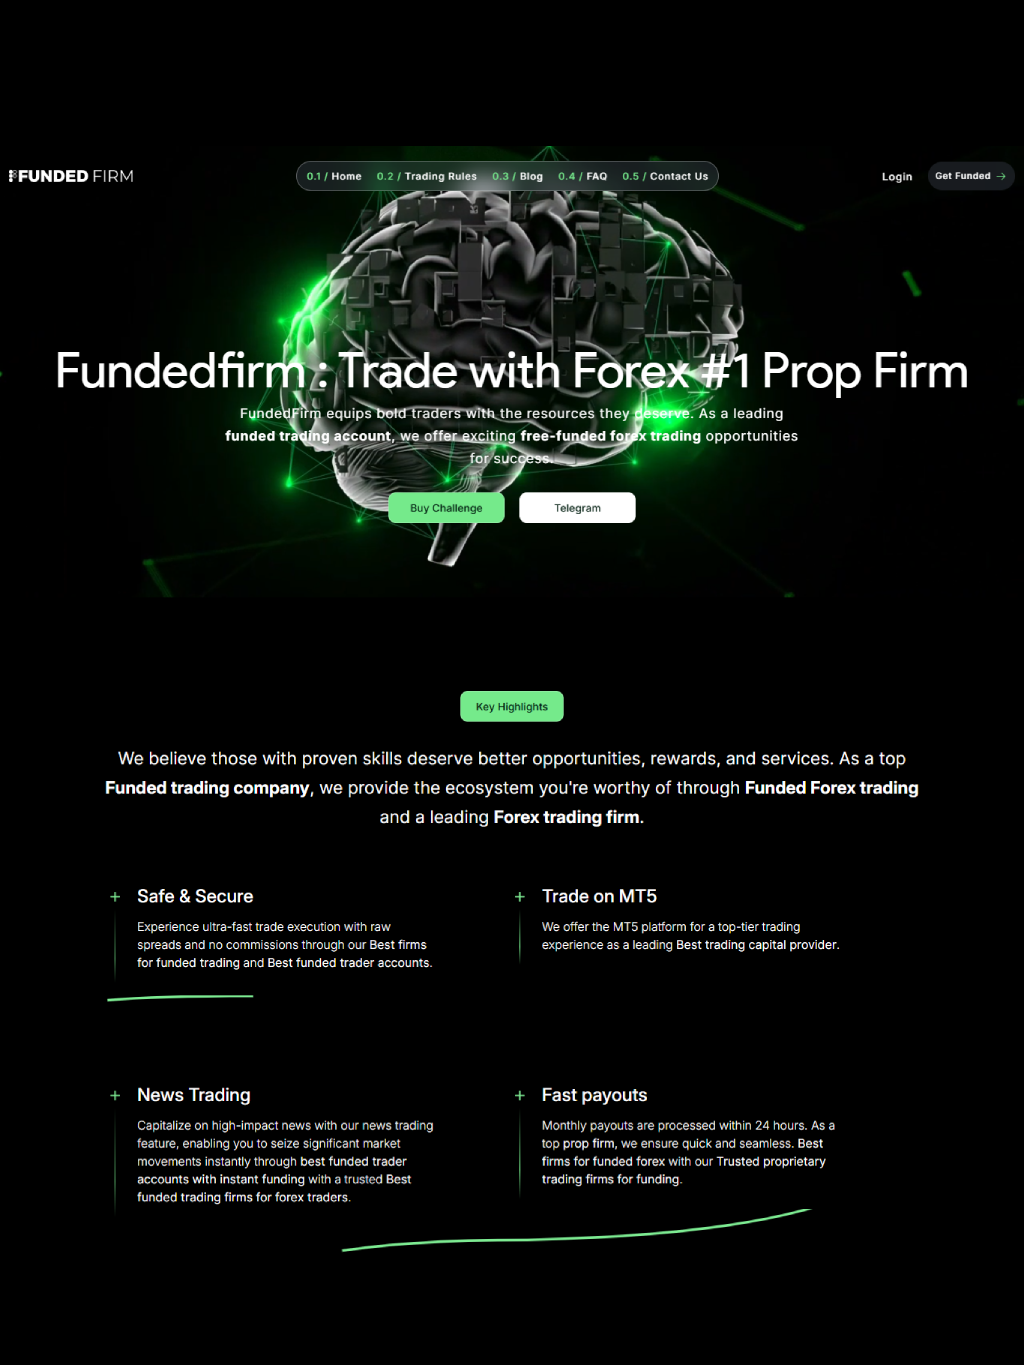 FUNDED FIRM
0.1 / Home 0.2 / Trading Rules 0.3 / Blog 0.4 / FAQ 0.5 / Contact Us
Login
Get Funded →
Fundedfirm : Trade with Forex #1 Prop Firm
FundedFirm equips bold traders with the resources they deserve. As a leading
funded trading account, we offer exciting free-funded forex trading opportunities
for success.
Buy Challenge
Telegram
Key Highlights
We believe those with proven skills deserve better opportunities, rewards, and services. As a top
Funded trading company, we provide the ecosystem you're worthy of through Funded Forex trading
and a leading Forex trading firm.
+ Safe & Secure
Experience ultra-fast trade execution with raw
spreads and no commissions through our Best firms
for funded trading and Best funded trader accounts.
+ Trade on MT5
We offer the MT5 platform for a top-tier trading
experience as a leading Best trading capital provider.
+ News Trading
Capitalize on high-impact news with our news trading
feature, enabling you to seize significant market
movements instantly through best funded trader
accounts with instant funding with a trusted Best
funded trading firms for forex traders.
+ Fast payouts
Monthly payouts are processed within 24 hours. As a
top prop firm, we ensure quick and seamless. Best
firms for funded forex with our Trusted proprietary
trading firms for funding.